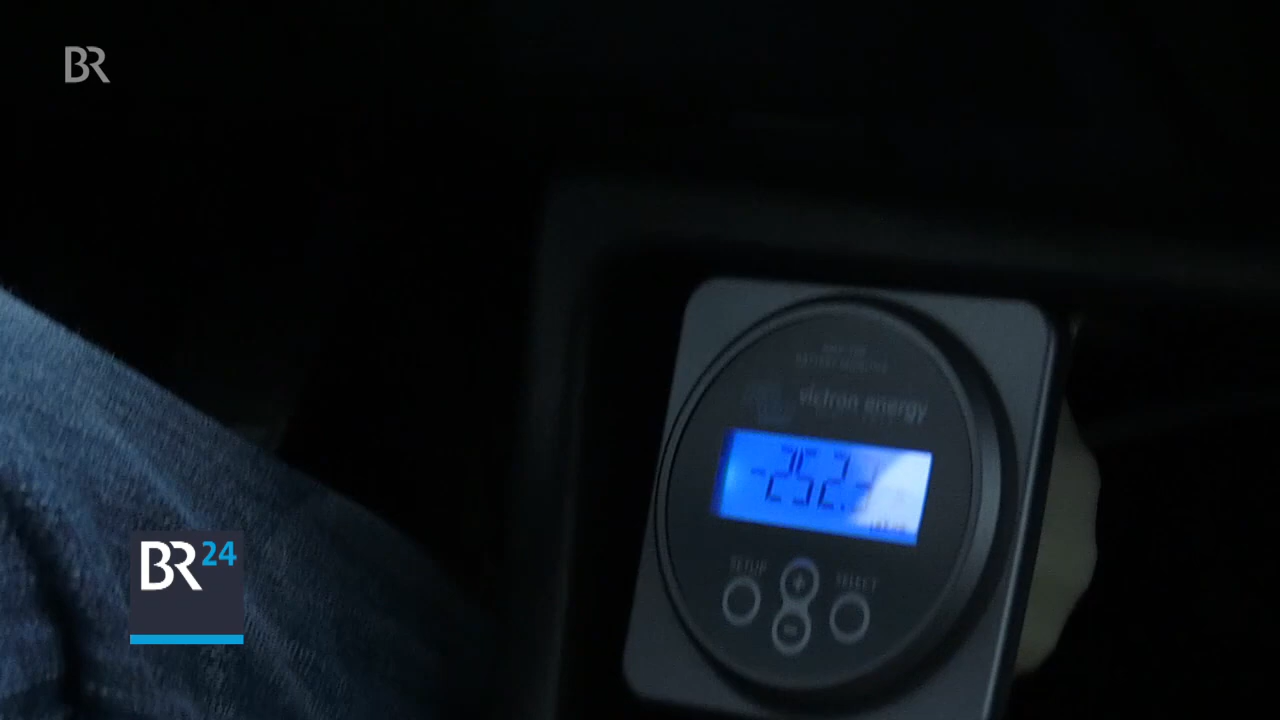 BR
victron energy
-252.
SETUP
+
SELECT
-
BR24